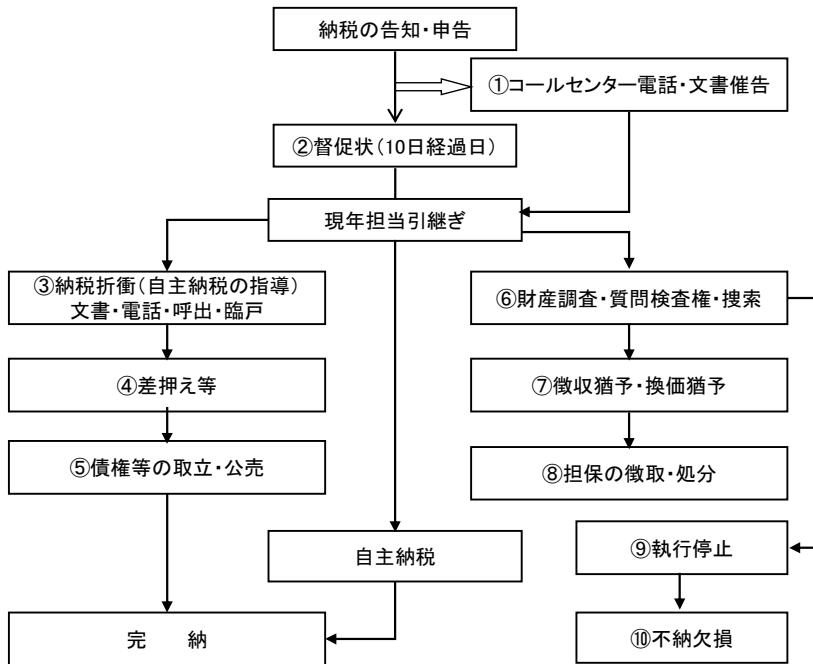 納税の告知・申告
①コールセンター電話・文書催告
②督促状(10日経過日)
現年担当引継ぎ
③納税折衝(自主納税の指導)
文書・電話・呼出・臨戸
⑥財産調査・質問検査権・捜索
④差押え等
⑦徴収猶予・換価猶予
⑤債権等の取立・公売
⑧担保の徴取・処分
自主納税
⑨執行停止
完　　納
⑩不納欠損